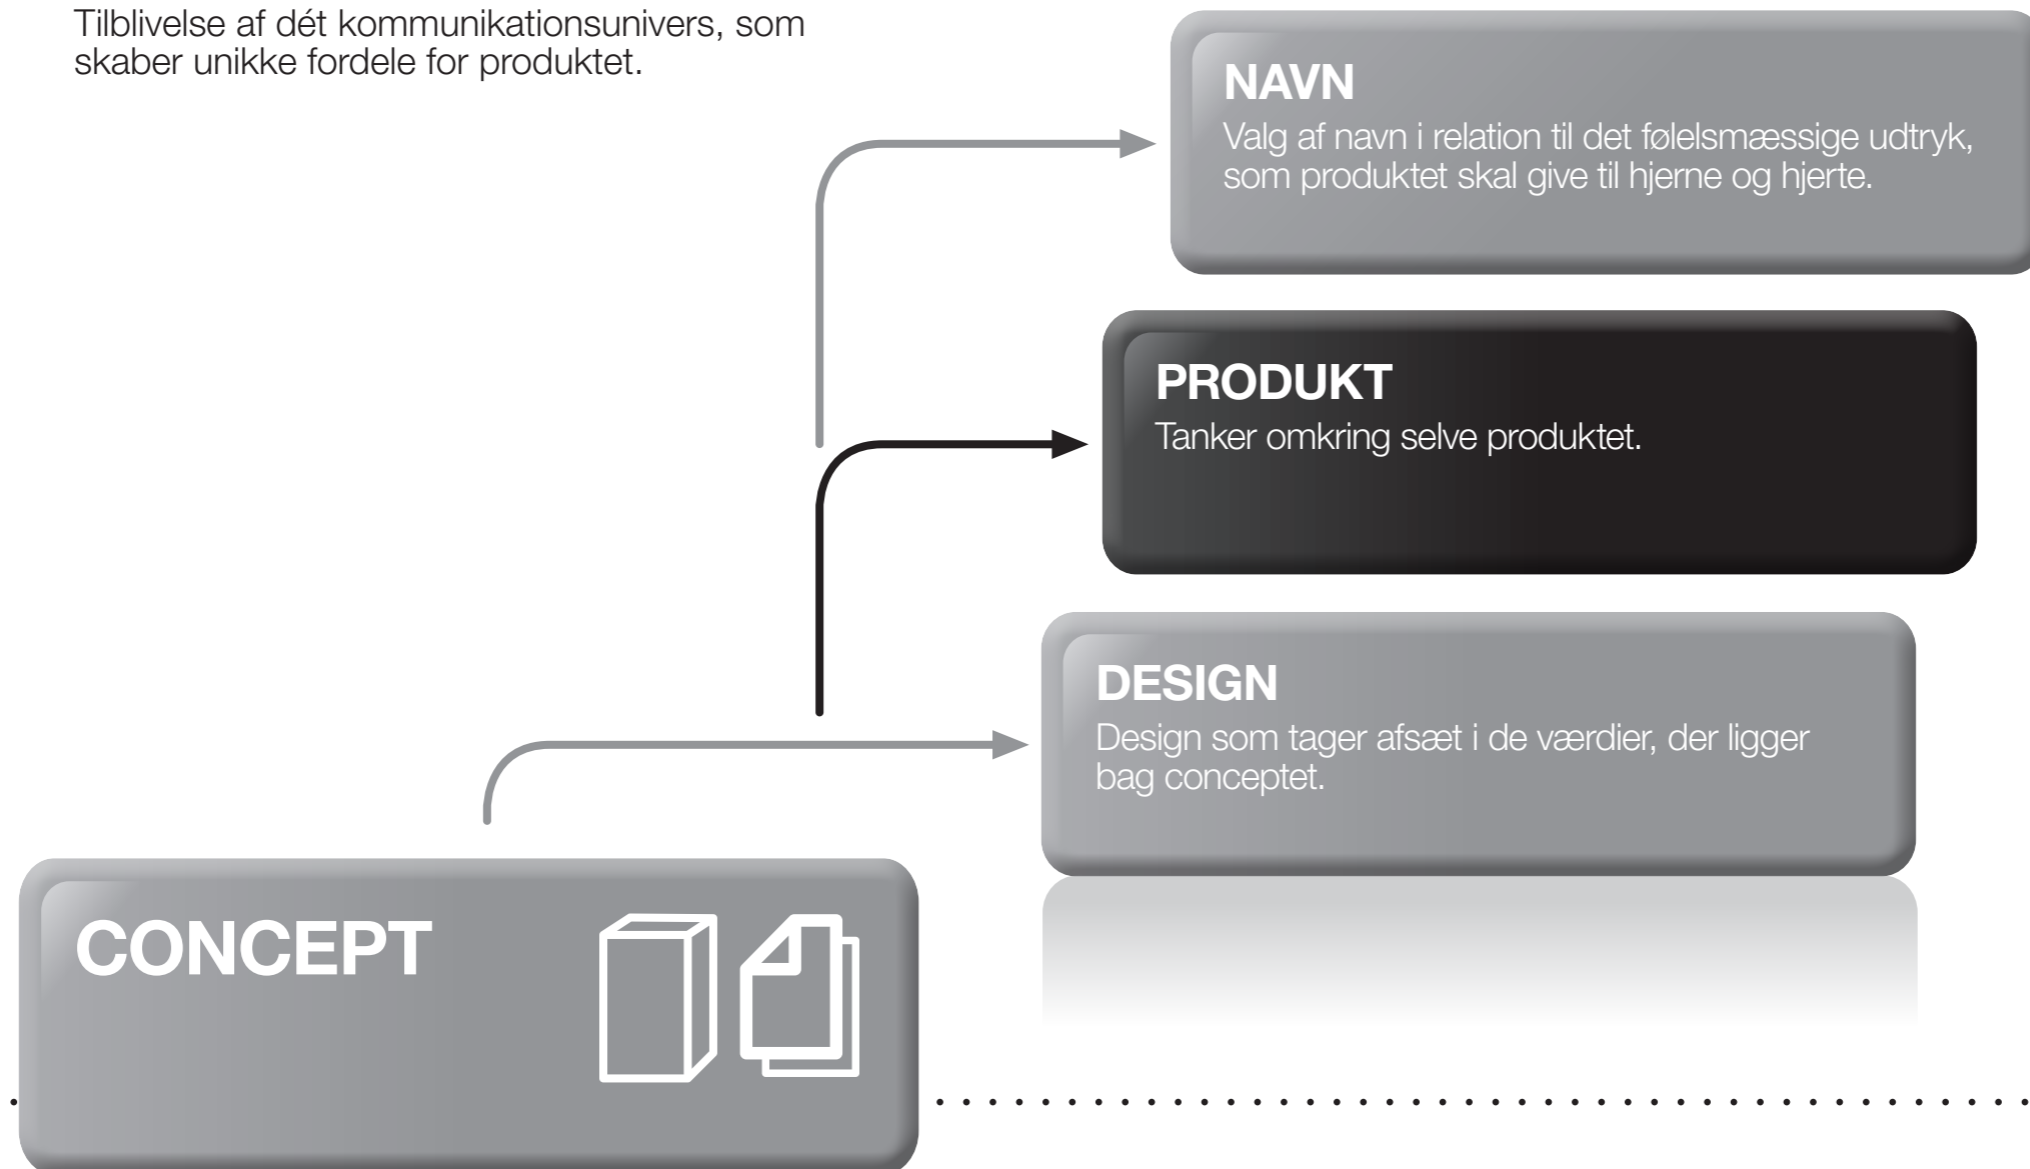 Tilblivelse af dét kommunikationsunivers, som
skaber unikke fordele for produktet.
NAVN
Valg af navn i relation til det følelsmæssige udtryk,
som produktet skal give til hjerne og hjerte.
PRODUKT
Tanker omkring selve produktet.
DESIGN
Design som tager afsæt i de værdier, der ligger
bag conceptet.
CONCEPT